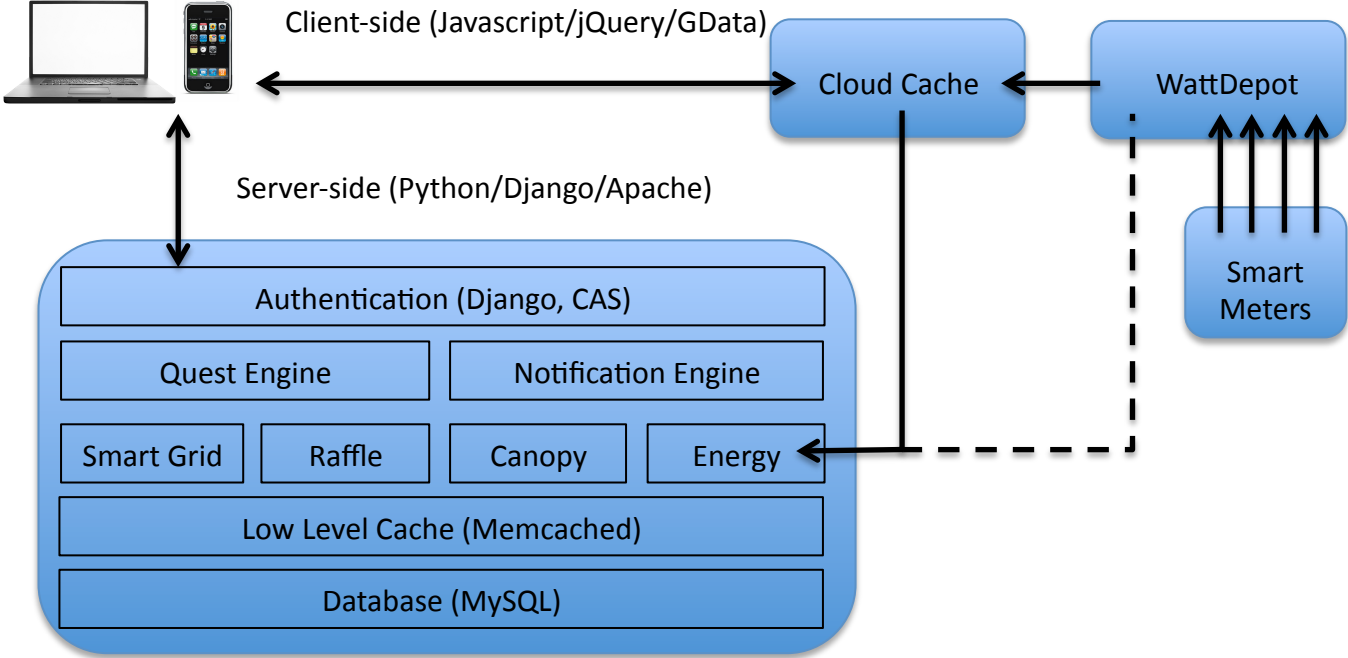 Client-side (Javascript/jQuery/GData)
Cloud Cache
WattDepot
Server-side (Python/Django/Apache)
Smart
Meters
Authentication (Django, CAS)
Quest Engine
Notification Engine
Smart Grid
Raffle
Canopy
Energy
Low Level Cache (Memcached)
Database (MySQL)